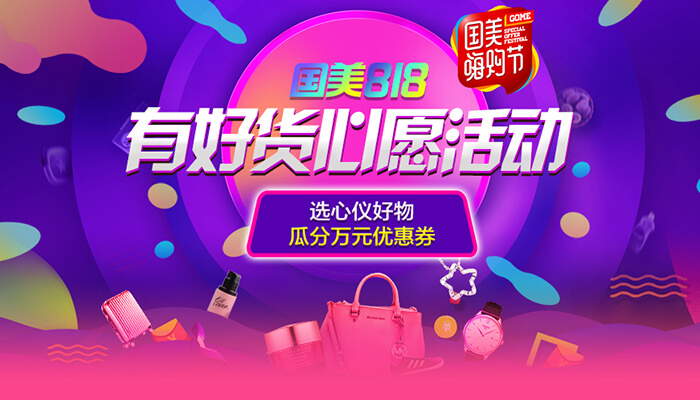 GOME
SPECIAL
OFFER
FESTIVAL
国美
嗨购节
国美818
有好货心愿活动
选心仪好物
瓜分万元优惠券